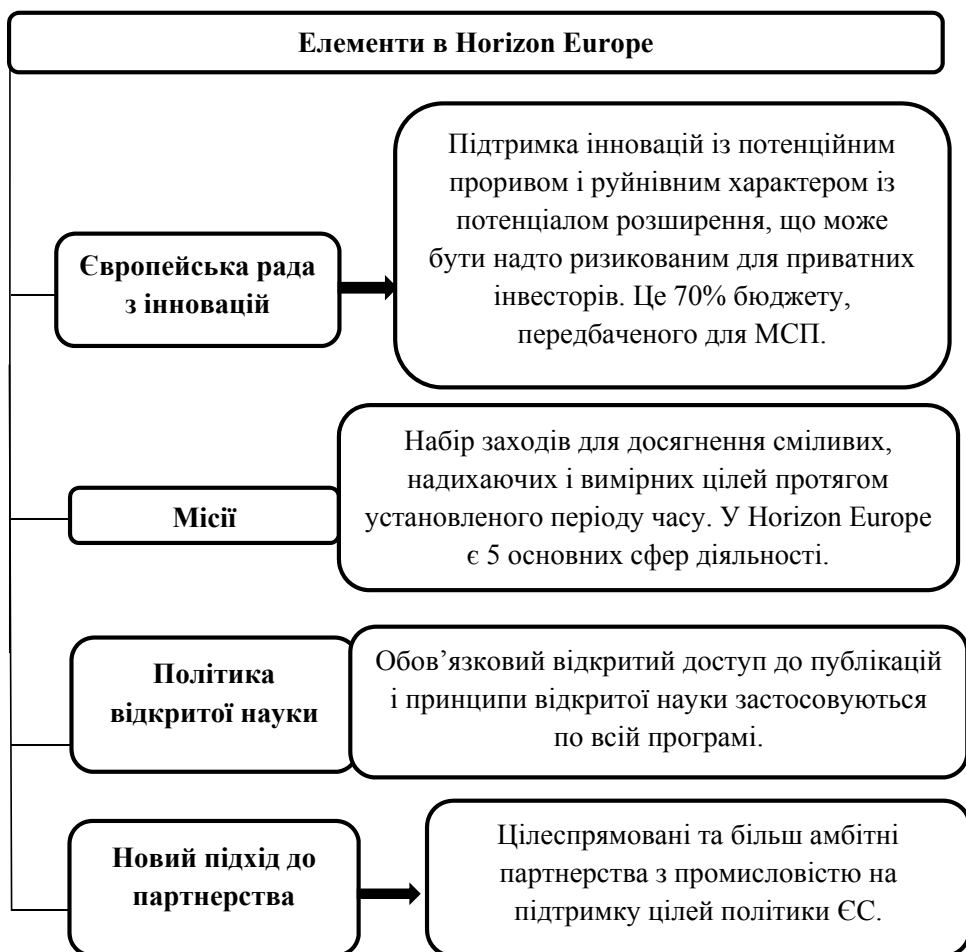 Елементи в Horizon Europe
Європейська рада
з інновацій
Підтримка інновацій із потенційним
проривом і руйнівним характером із
потенціалом розширення, що може
бути надто ризикованим для приватних
інвесторів. Це 70% бюджету,
передбаченого для МСП.
Місії
Набір заходів для досягнення сміливих,
надихаючих і вимірних цілей протягом
установленого періоду часу. У Horizon Europe
є 5 основних сфер діяльності.
Політика
відкритої науки
Обов’язковий відкритий доступ до публікацій
і принципи відкритої науки застосовуються
по всій програмі.
Новий підхід до
партнерства
Цілеспрямовані та більш амбітні
партнерства з промисловістю на
підтримку цілей політики ЄС.